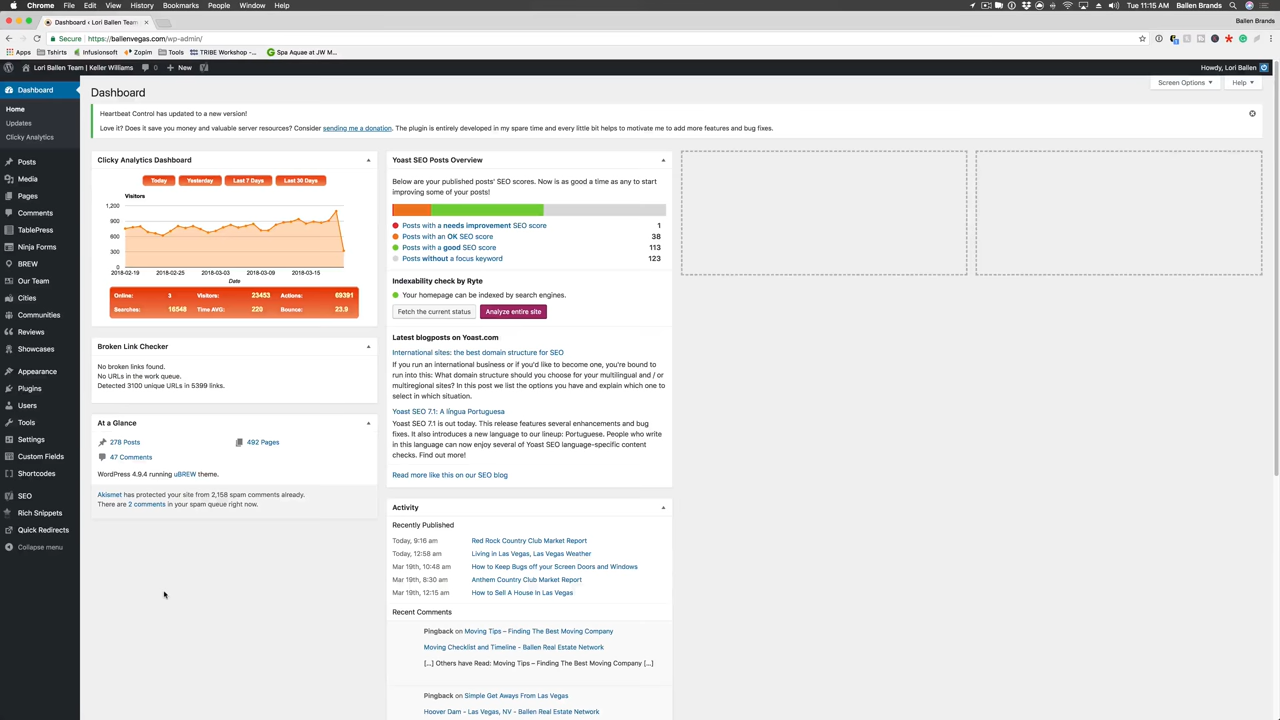 Chrome File Edit View History Bookmarks People Window Help
Tue 11:15 AM Ballen Brands
Dashboard ‹ Lori Ballen Team |
Ballen Brands
Secure https://ballenvegas.com/wp-admin/
Apps Tshirts Infusionsoft Zopim Tools TRIBE Workshop -... Spa Aquae at JW M...
Lori Ballen Team | Keller Williams 0 New
Howdy, Lori Ballen
Dashboard
Home
Updates
Clicky Analytics
Posts
Media
Pages
Comments
TablePress
Ninja Forms
BREW
Our Team
Cities
Communities
Reviews
Showcases
Appearance
Plugins
Users
Tools
Settings
Custom Fields
Shortcodes
SEO
Rich Snippets
Quick Redirects
Collapse menu
Dashboard
Screen Options Help
Heartbeat Control has updated to a new version!
Love it? Does it save you money and valuable server resources? Consider sending me a donation. The plugin is entirely developed in my spare time and every little bit helps to motivate me to add more features and bug fixes.
Clicky Analytics Dashboard
Today Yesterday Last 7 Days Last 30 Days
Visitors
1,200
900
600
300
0
2018-02-19 2018-02-25 2018-03-03 2018-03-09 2018-03-15
Date
Online: 3 Visitors: 23453 Actions: 69391
Searches: 16548 Time AVG: 220 Bounce: 23.9
Broken Link Checker
No broken links found.
No URLs in the work queue.
Detected 3100 unique URLs in 5399 links.
At a Glance
278 Posts 492 Pages
47 Comments
WordPress 4.9.4 running uBREW theme.
Akismet has protected your site from 2,158 spam comments already.
There are 2 comments in your spam queue right now.
Yoast SEO Posts Overview
Below are your published posts' SEO scores. Now is as good a time as any to start
improving some of your posts!
Posts with a needs improvement SEO score 1
Posts with an OK SEO score 38
Posts with a good SEO score 113
Posts without a focus keyword 123
Indexability check by Ryte
Your homepage can be indexed by search engines.
Fetch the current status Analyze entire site
Latest blogposts on Yoast.com
International sites: the best domain structure for SEO
If you run an international business or if you'd like to become one, you're bound to
run into this: What domain structure should you choose for your multilingual and / or
multiregional sites? In this post we list the options you have and explain which one to
select in which situation.
Yoast SEO 7.1: A língua Portuguesa
Yoast SEO 7.1 is out today. This release features several enhancements and bug
fixes. It also introduces a new language to our lineup: Portuguese. People who write
in this language can now enjoy several of Yoast SEO language-specific content
checks. Find out more!
Read more like this on our SEO blog
Activity
Recently Published
Today, 9:16 am Red Rock Country Club Market Report
Today, 12:58 am Living in Las Vegas, Las Vegas Weather
Mar 19th, 10:48 am How to Keep Bugs off your Screen Doors and Windows
Mar 19th, 8:30 am Anthem Country Club Market Report
Mar 19th, 12:15 am How to Sell A House In Las Vegas
Recent Comments
Pingback on Moving Tips – Finding The Best Moving Company
Moving Checklist and Timeline - Ballen Real Estate Network
[...] Others have Read: Moving Tips – Finding The Best Moving Company [...]
Pingback on Simple Get Aways From Las Vegas
Hoover Dam - Las Vegas, NV - Ballen Real Estate Network